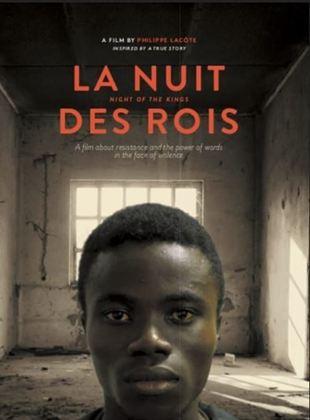 A FILM BY PHILIPPE LACÔTE
INSPIRED BY A TRUE STORY
LA NUIT
NIGHT OF THE KINGS
DES ROIS
A film about resistance and the power of words
in the face of violence